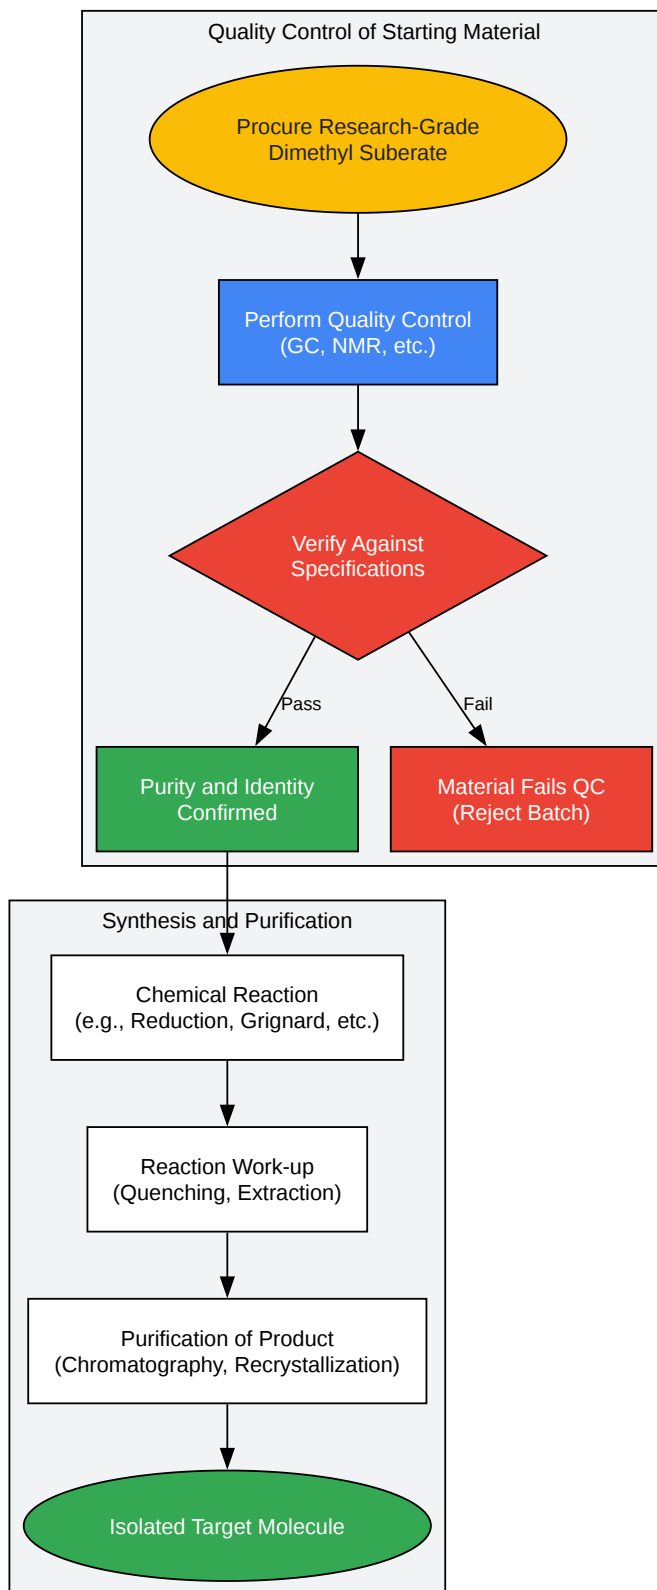 Quality Control of Starting Material
Procure Research-Grade
Dimethyl Suberate
Perform Quality Control
(GC, NMR, etc.)
Verify Against
Specifications
Pass
Fail
Purity and Identity
Confirmed
Material Fails QC
(Reject Batch)
Synthesis and Purification
Chemical Reaction
(e.g., Reduction, Grignard, etc.)
Reaction Work-up
(Quenching, Extraction)
Purification of Product
(Chromatography, Recrystallization)
Isolated Target Molecule